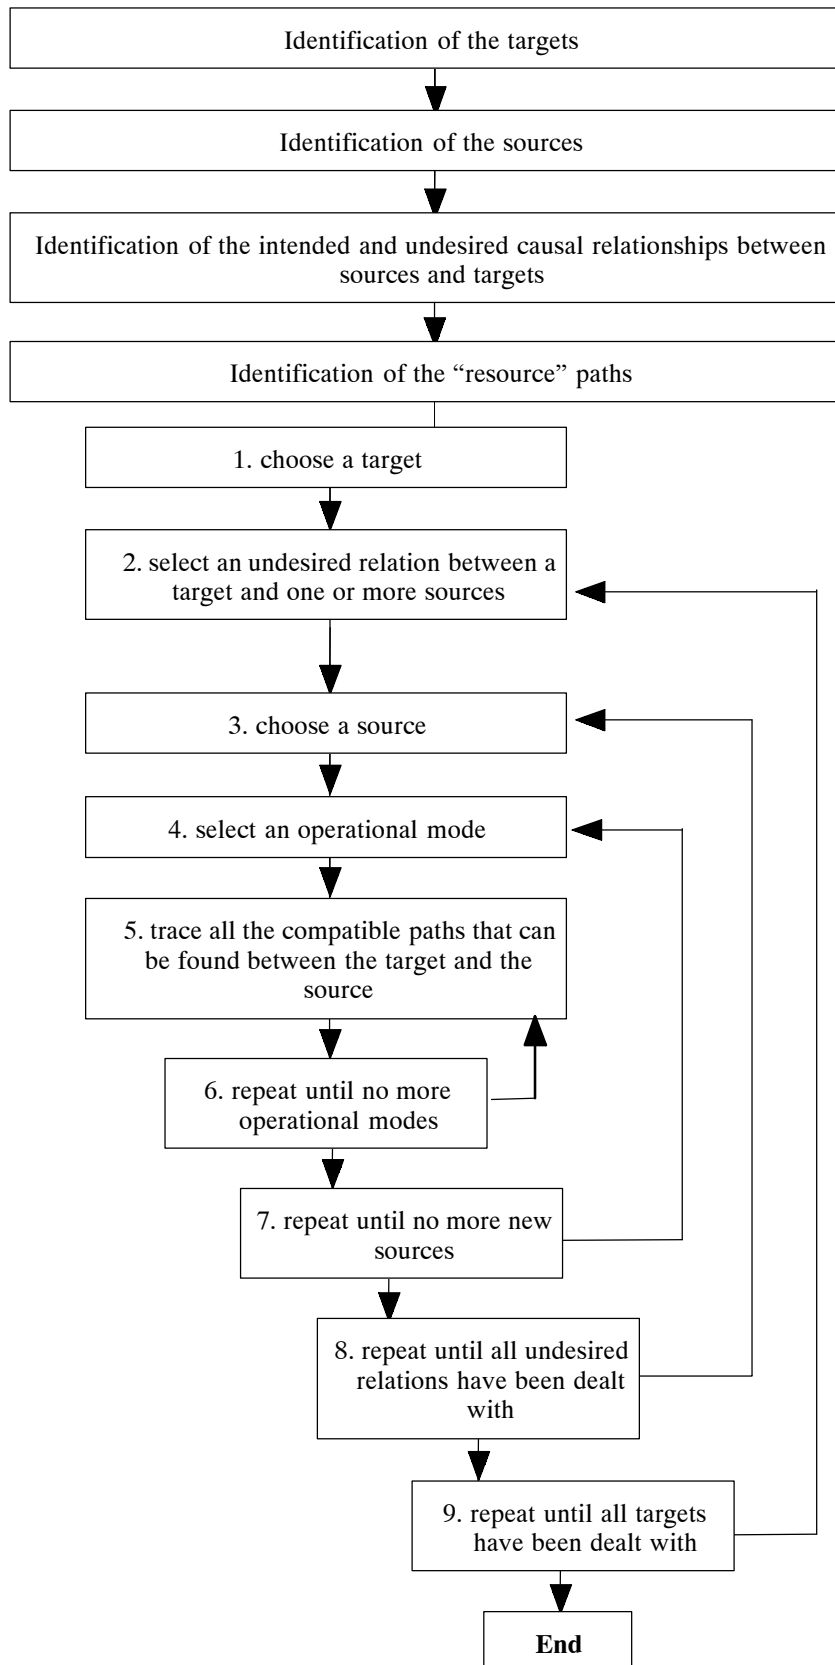 Identification of the targets
Identification of the sources
Identification of the intended and undesired causal relationships between
sources and targets
Identification of the “resource” paths
1. choose a target
2. select an undesired relation between a
target and one or more sources
3. choose a source
4. select an operational mode
5. trace all the compatible paths that can
be found between the target and the
source
6. repeat until no more
operational modes
7. repeat until no more new
sources
8. repeat until all undesired
relations have been dealt
with
9. repeat until all targets
have been dealt with
End